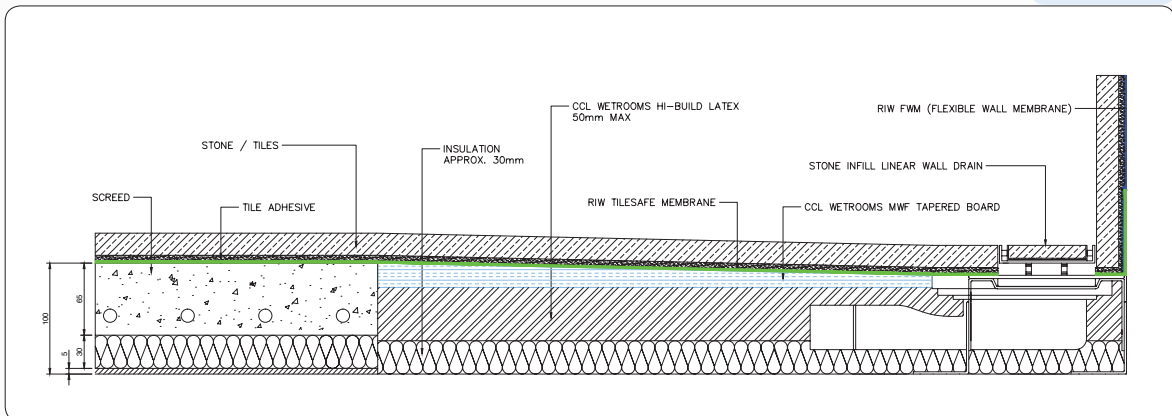 CCL WETROOMS HI-BUILD LATEX
50mm MAX
RIW FWM (FLEXIBLE WALL MEMBRANE)
STONE / TILES
INSULATION
APPROX. 30mm
STONE INFILL LINEAR WALL DRAIN
SCREED
TILE ADHESIVE
RIW TILESAFE MEMBRANE
CCL WETROOMS MWF TAPERED BOARD
100
65
30
5